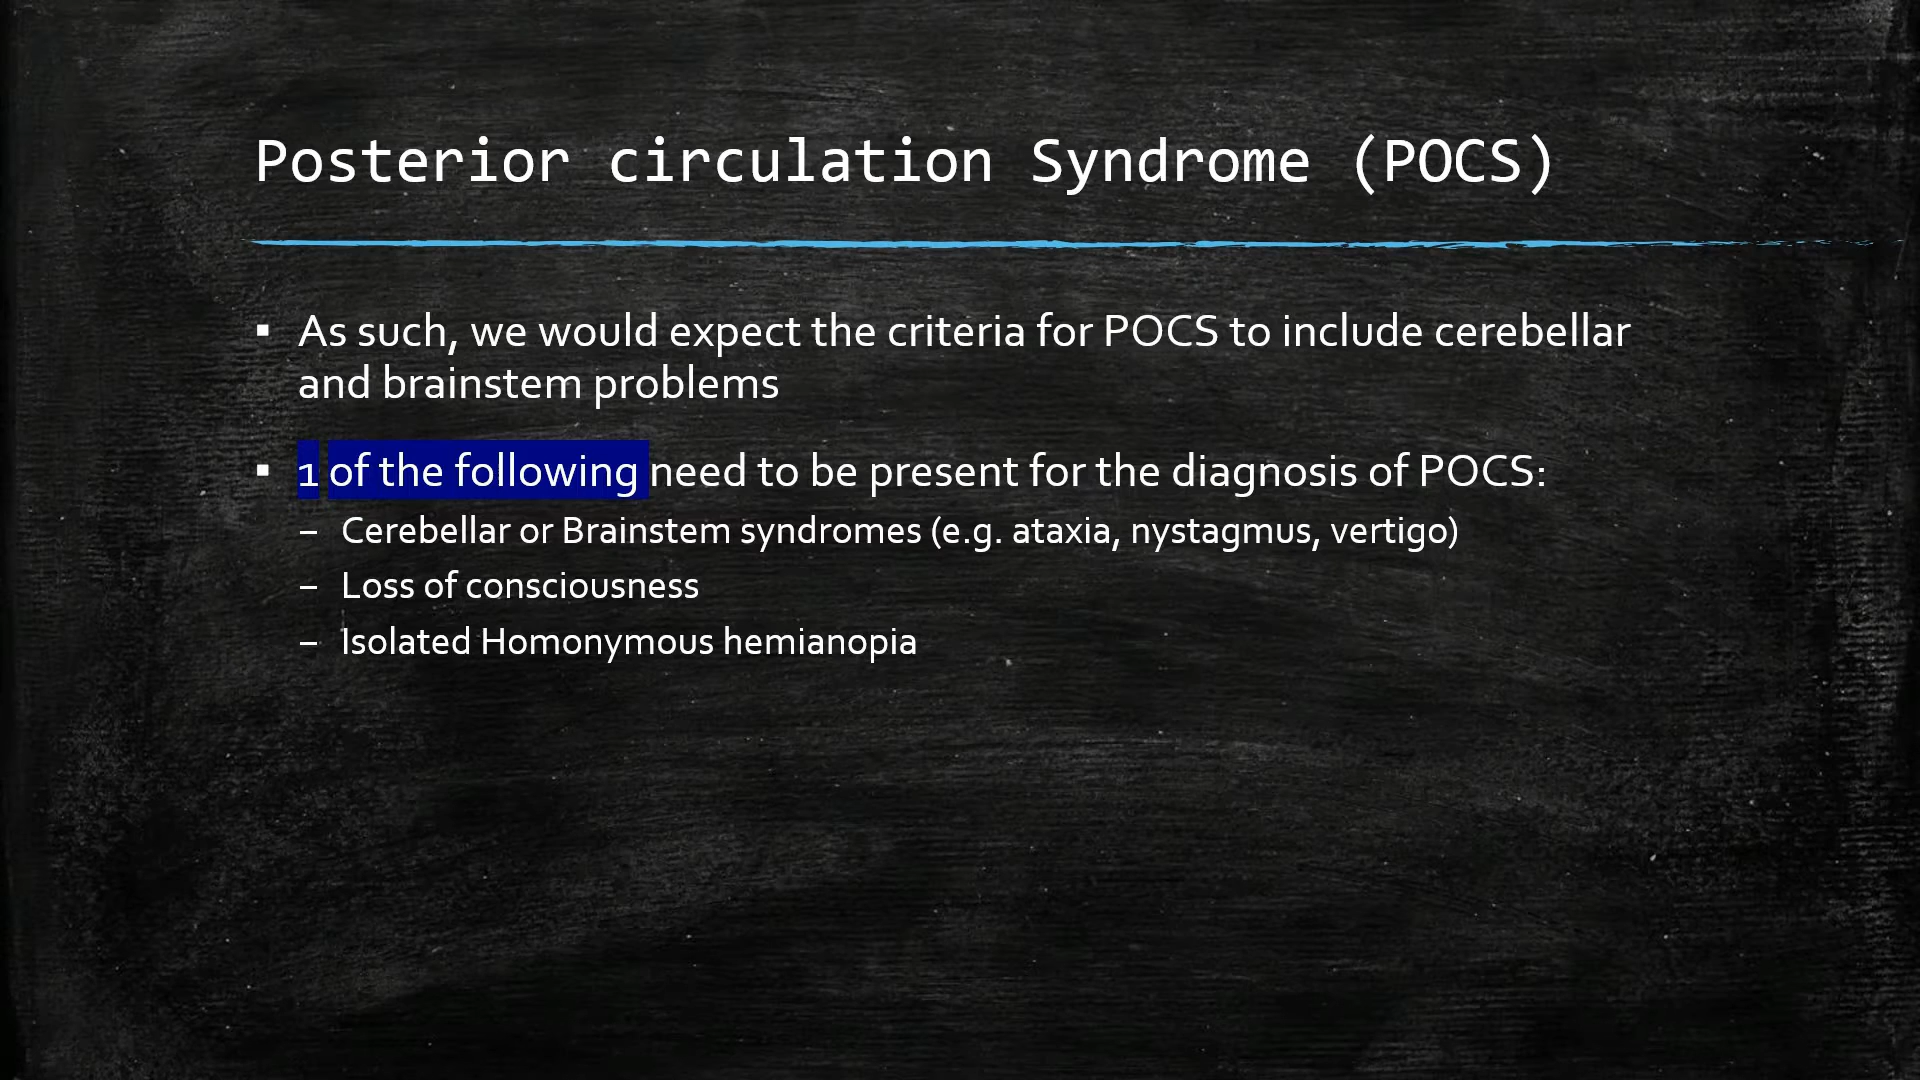 Posterior circulation Syndrome (POCS)
▪ As such, we would expect the criteria for POCS to include cerebellar
and brainstem problems
▪ 1 of the following need to be present for the diagnosis of POCS:
– Cerebellar or Brainstem syndromes (e.g. ataxia, nystagmus, vertigo)
– Loss of consciousness
– Isolated Homonymous hemianopia